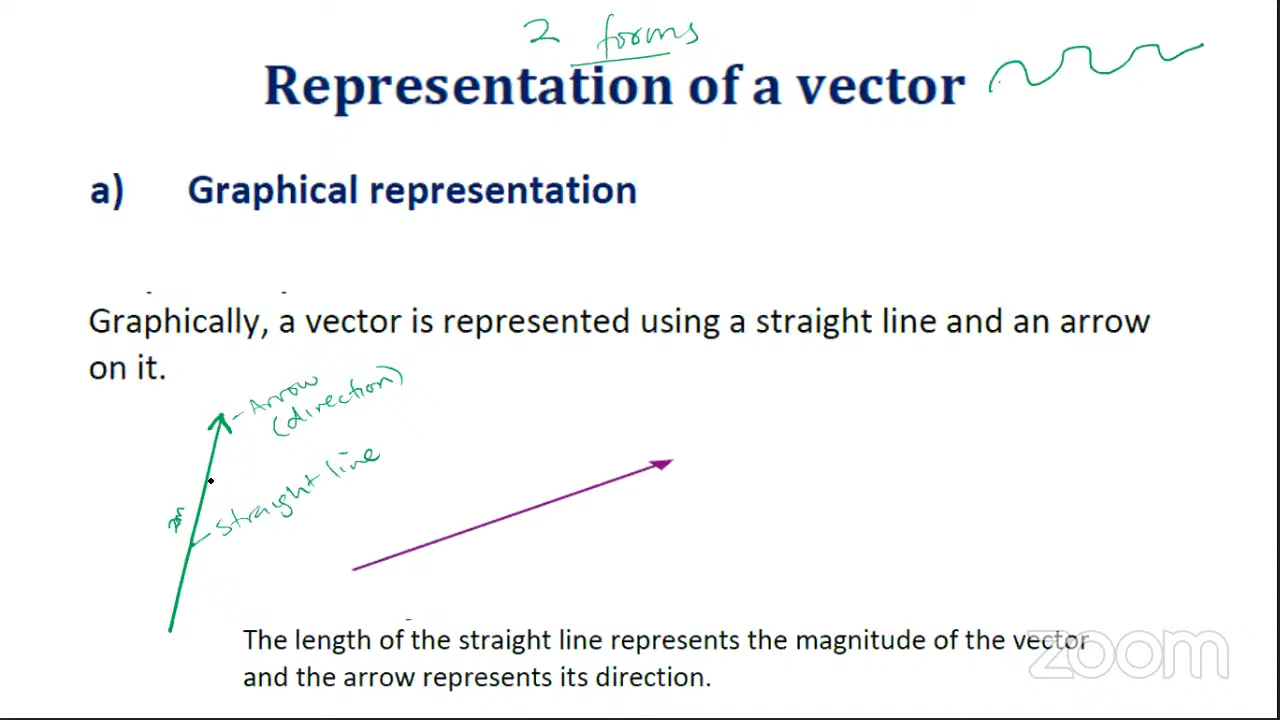 2 forms
Representation of a vector
a) Graphical representation
Graphically, a vector is represented using a straight line and an arrow
on it.
- Arrow
(direction)
straight line
The length of the straight line represents the magnitude of the vector
and the arrow represents its direction.
zoom